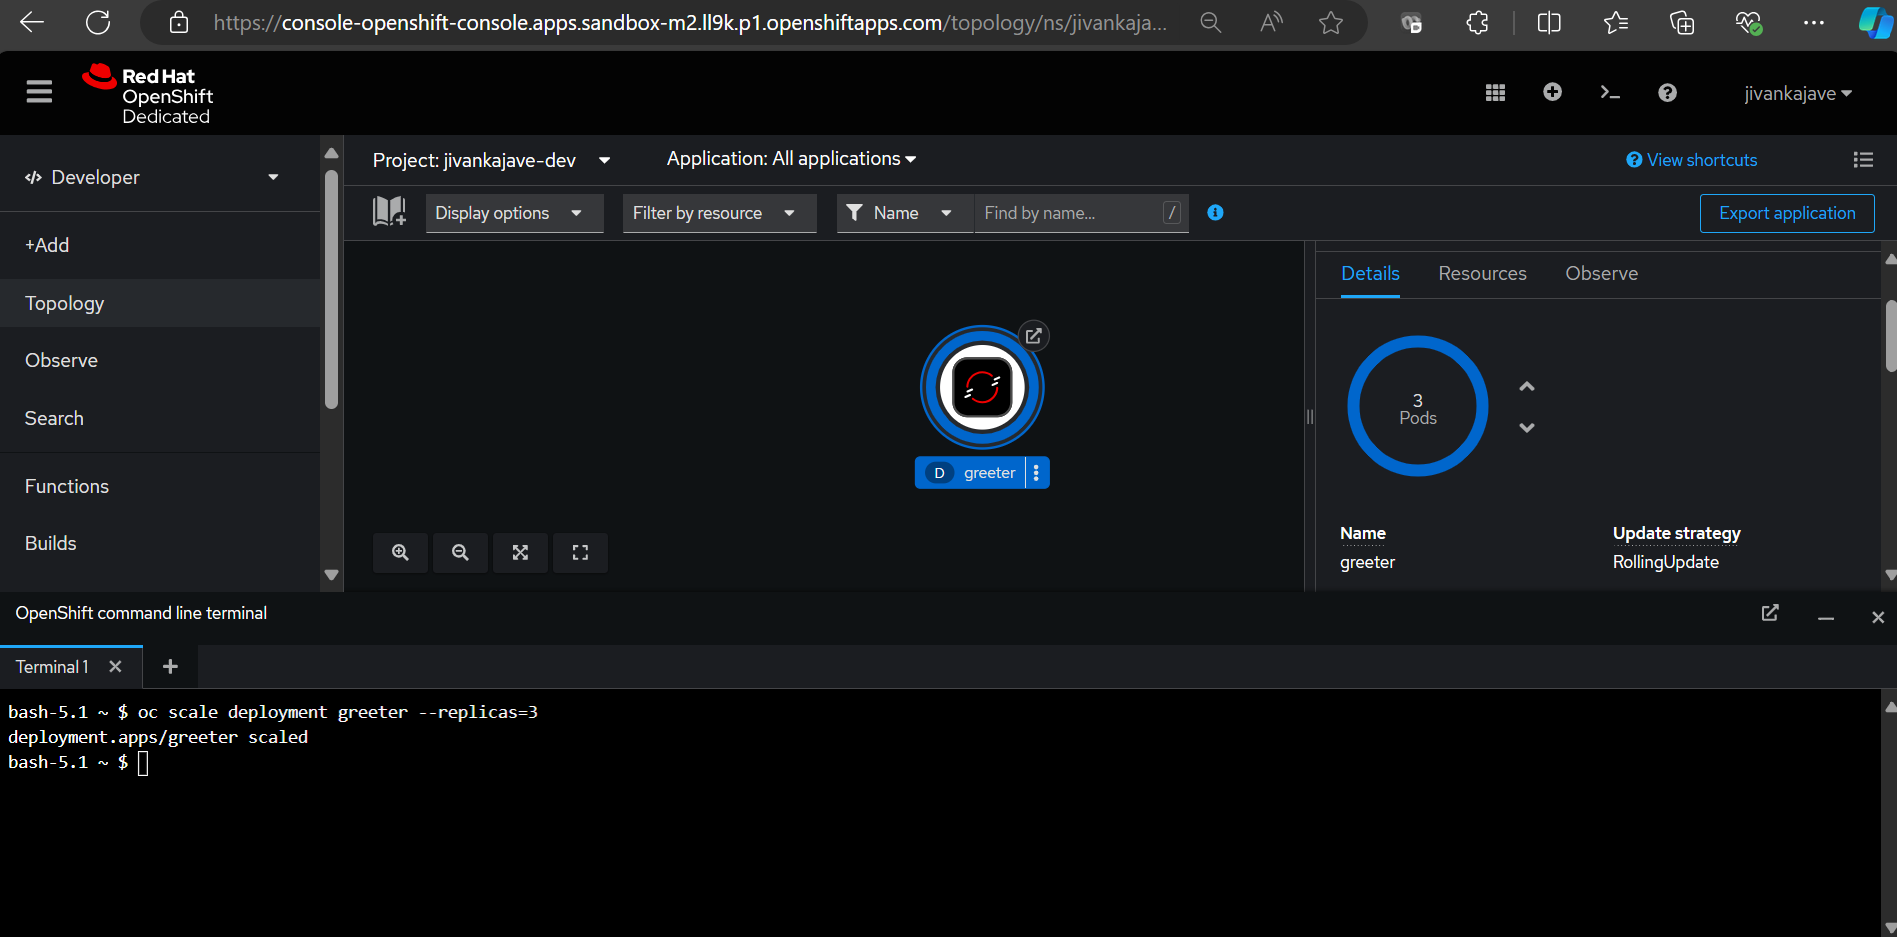 https://console-openshift-console.apps.sandbox-m2.ll9k.p1.openshiftapps.com/topology/ns/jivankaja...
Red Hat
OpenShift
Dedicated
jivankajave
Developer
+Add
Topology
Observe
Search
Functions
Builds
Project: jivankajave-dev
Application: All applications
View shortcuts
Display options
Filter by resource
Name
Find by name...
/
Export application
D greeter
Details
Resources
Observe
3
Pods
Name
greeter
Update strategy
RollingUpdate
OpenShift command line terminal
Terminal 1
bash-5.1 ~ $ oc scale deployment greeter --replicas=3
deployment.apps/greeter scaled
bash-5.1 ~ $